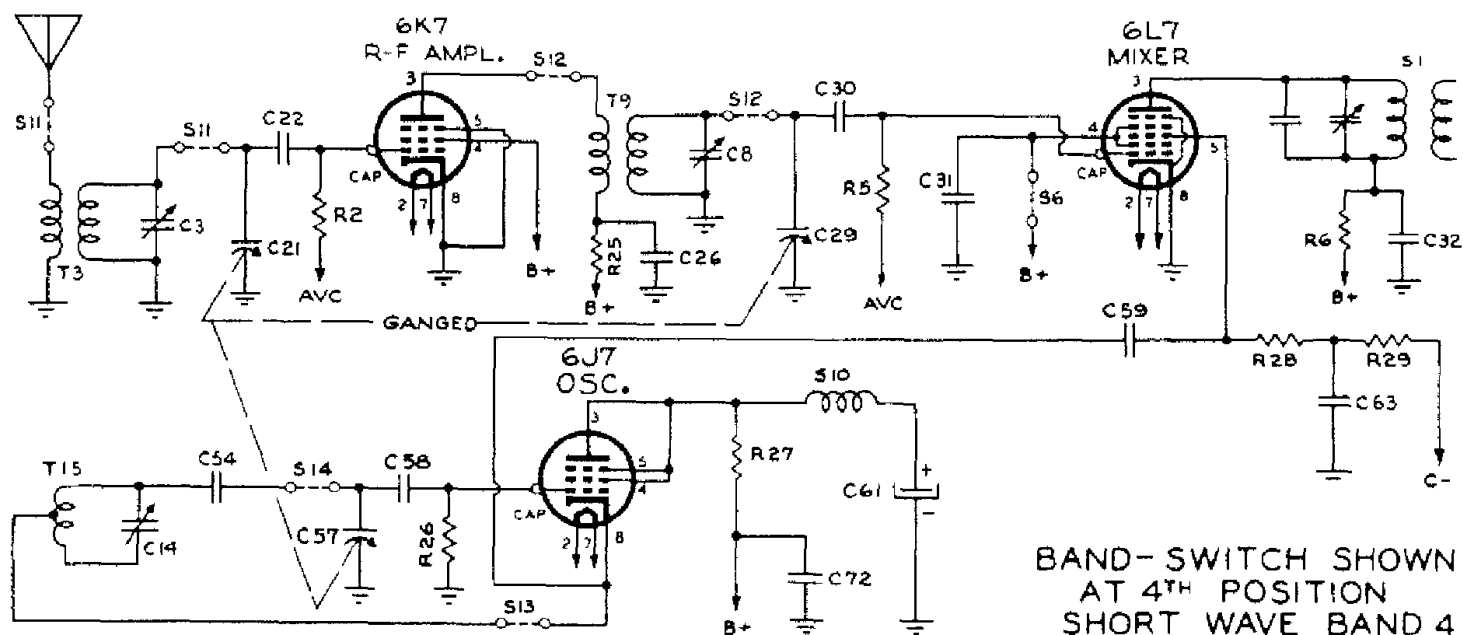 6K7
R-F AMPL.
6L7
MIXER
S11
S11
C22
3
S12
T9
S12
C30
3
S1
5
4
CAP
2
7
8
C3
R2
C21
T3
AVC
B+
C8
R25
C26
B+
C29
R5
AVC
C31
4
CAP
5
S6
B+
2
7
8
R6
C32
B+
GANGED
C59
R28
R29
C63
C-
6J7
OSC.
S10
3
T15
C54
S14
C58
5
4
R27
C61
+
-
CAP
C14
C57
R26
2
7
8
C72
B+
S13
BAND-SWITCH SHOWN
AT 4TH POSITION
SHORT WAVE BAND 4